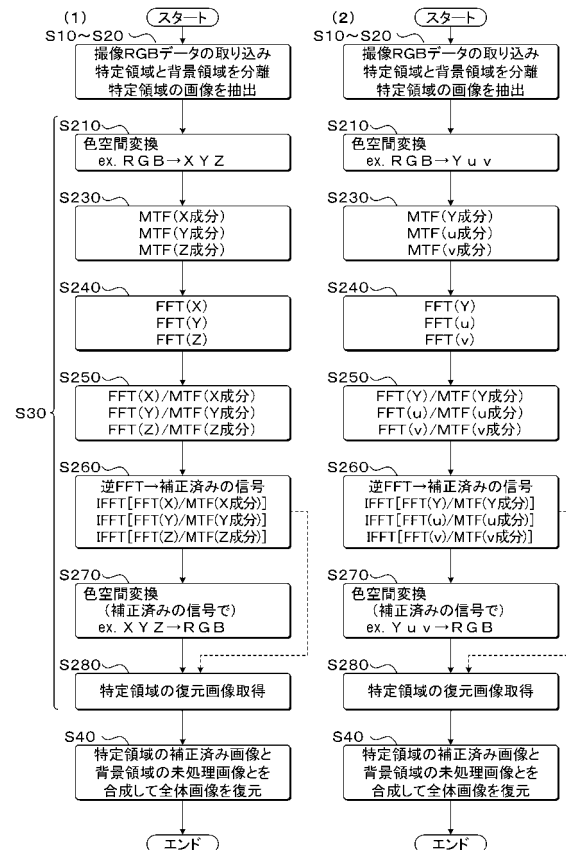 (1)
スタート
S10～S20
撮像RGBデータの取り込み
特定領域と背景領域を分離
特定領域の画像を抽出
S30
S210
色空間変換
ex. RGB→XYZ
S230
MTF(X成分)
MTF(Y成分)
MTF(Z成分)
S240
FFT(X)
FFT(Y)
FFT(Z)
S250
FFT(X)/MTF(X成分)
FFT(Y)/MTF(Y成分)
FFT(Z)/MTF(Z成分)
S260
逆FFT→補正済みの信号
IFFT[FFT(X)/MTF(X成分)]
IFFT[FFT(Y)/MTF(Y成分)]
IFFT[FFT(Z)/MTF(Z成分)]
S270
色空間変換
(補正済みの信号で)
ex. XYZ→RGB
S280
特定領域の復元画像取得
S40
特定領域の補正済み画像と
背景領域の未処理画像とを
合成して全体画像を復元
エンド
(2)
スタート
S10～S20
撮像RGBデータの取り込み
特定領域と背景領域を分離
特定領域の画像を抽出
S210
色空間変換
ex. RGB→Yuv
S230
MTF(Y成分)
MTF(u成分)
MTF(v成分)
S240
FFT(Y)
FFT(u)
FFT(v)
S250
FFT(Y)/MTF(Y成分)
FFT(u)/MTF(u成分)
FFT(v)/MTF(v成分)
S260
逆FFT→補正済みの信号
IFFT[FFT(Y)/MTF(Y成分)]
IFFT[FFT(u)/MTF(u成分)]
IFFT[FFT(v)/MTF(v成分)]
S270
色空間変換
(補正済みの信号で)
ex. Yuv→RGB
S280
特定領域の復元画像取得
S40
特定領域の補正済み画像と
背景領域の未処理画像とを
合成して全体画像を復元
エンド